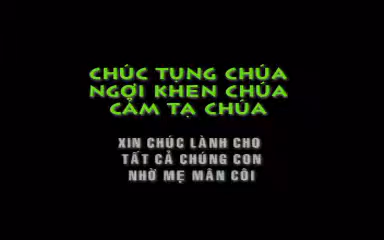 CHÚC TỤNG CHÚA
NGỢI KHEN CHÚA
CẢM TẠ CHÚA
XIN CHÚC LÀNH CHO
TẤT CẢ CHÚNG CON
NHỜ MẸ MÂN CÔI